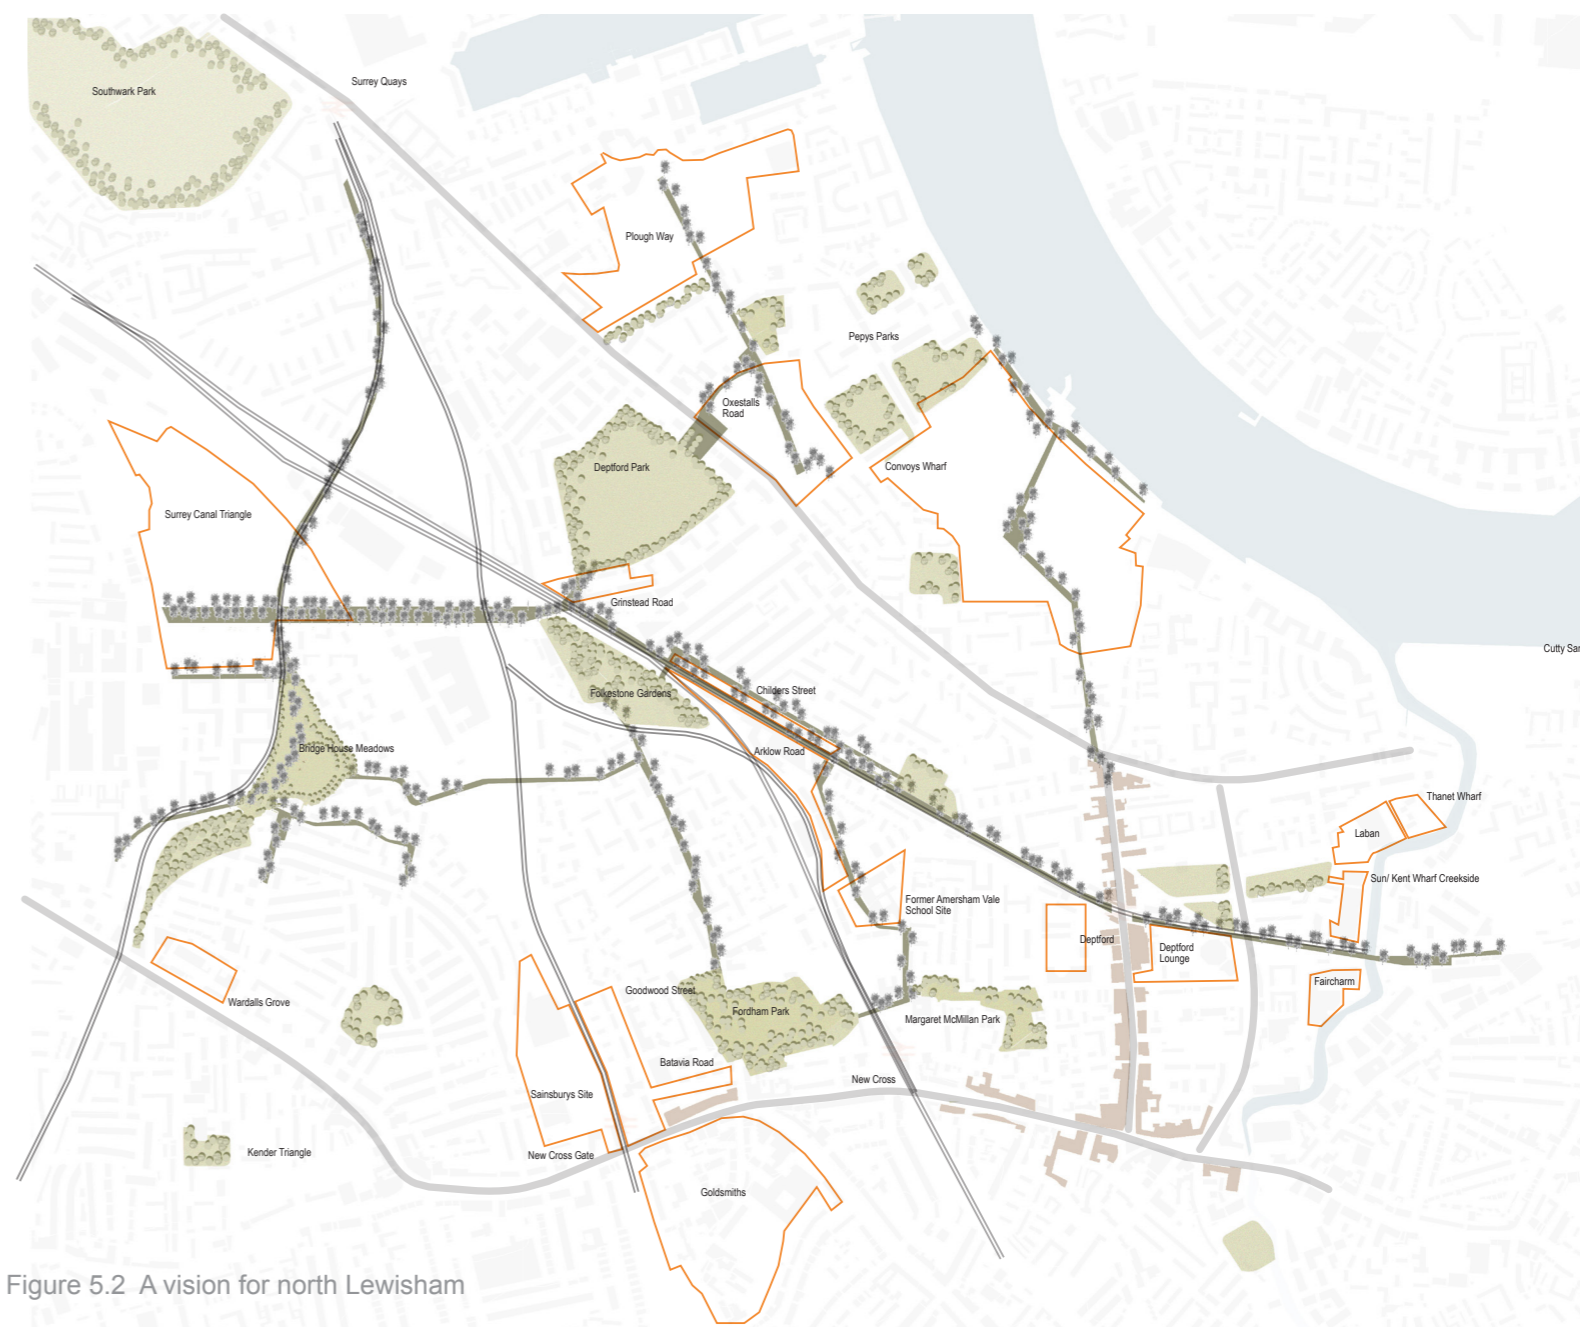 Surrey Quays
Southwark Park
Plough Way
Pepys Parks
Oxestalls
Road
Deptford Park
Convoys Wharf
Surrey Canal Triangle
Grinstead Road
Cutty Sar
Folkestone Gardens
Childers Street
Bridge House Meadows
Arklow Road
Thanet Wharf
Laban
Sun/ Kent Wharf Creekside
Former Amersham Vale
School Site
Deptford
Deptford
Lounge
Faircharm
Wardalls Grove
Goodwood Street
Fordham Park
Margaret McMillan Park
Batavia Road
New Cross
Sainsburys Site
Kender Triangle
New Cross Gate
Goldsmiths
Figure 5.2 A vision for north Lewisham